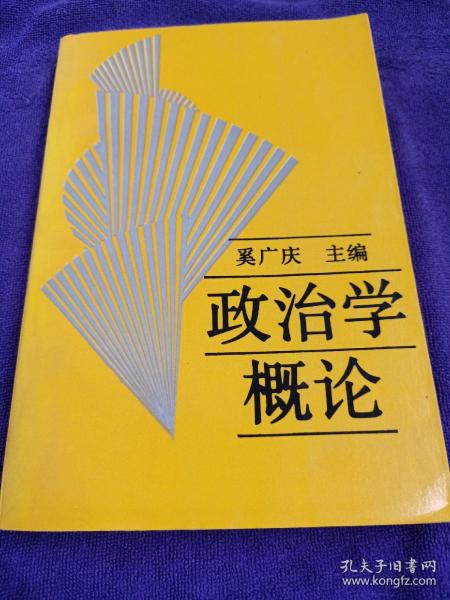 奚广庆 主编
政治学
概论
孔夫子旧书网
www.kongfz.com